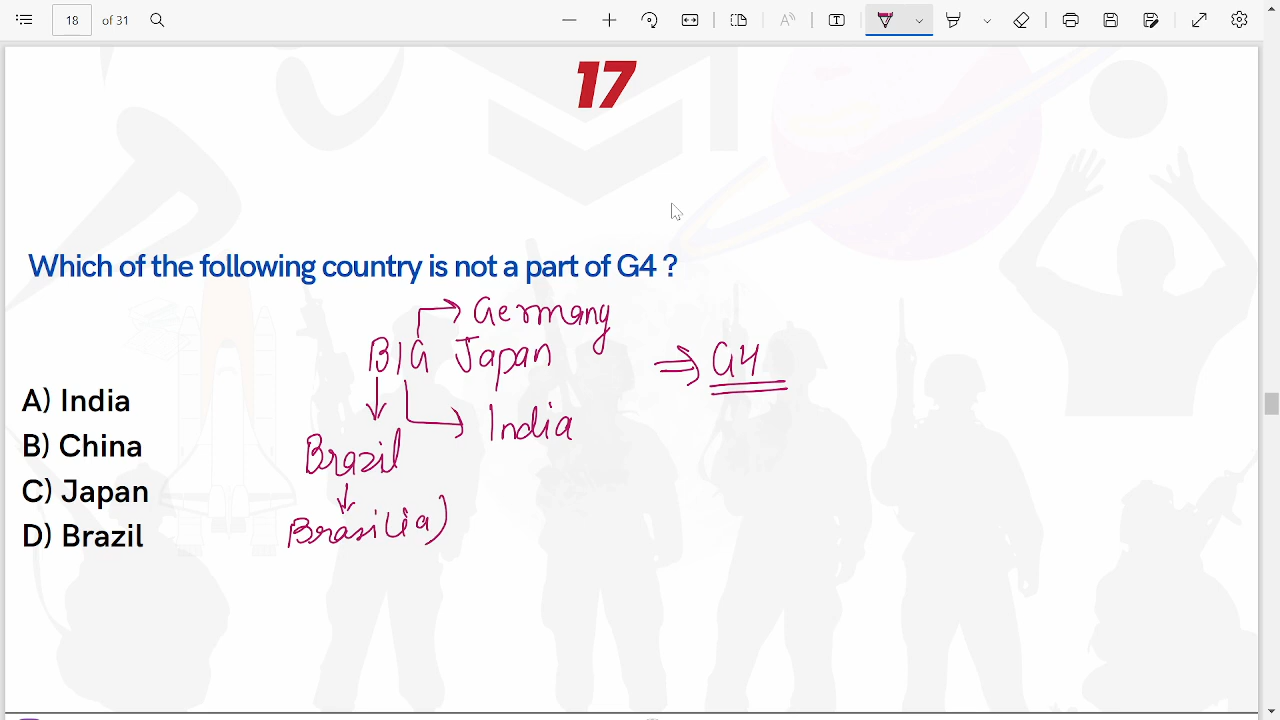 18 of 31
17
Which of the following country is not a part of G4 ?
Germany
BIG Japan
⇒ G4
India
Brazil
Brasilia)
A) India
B) China
C) Japan
D) Brazil